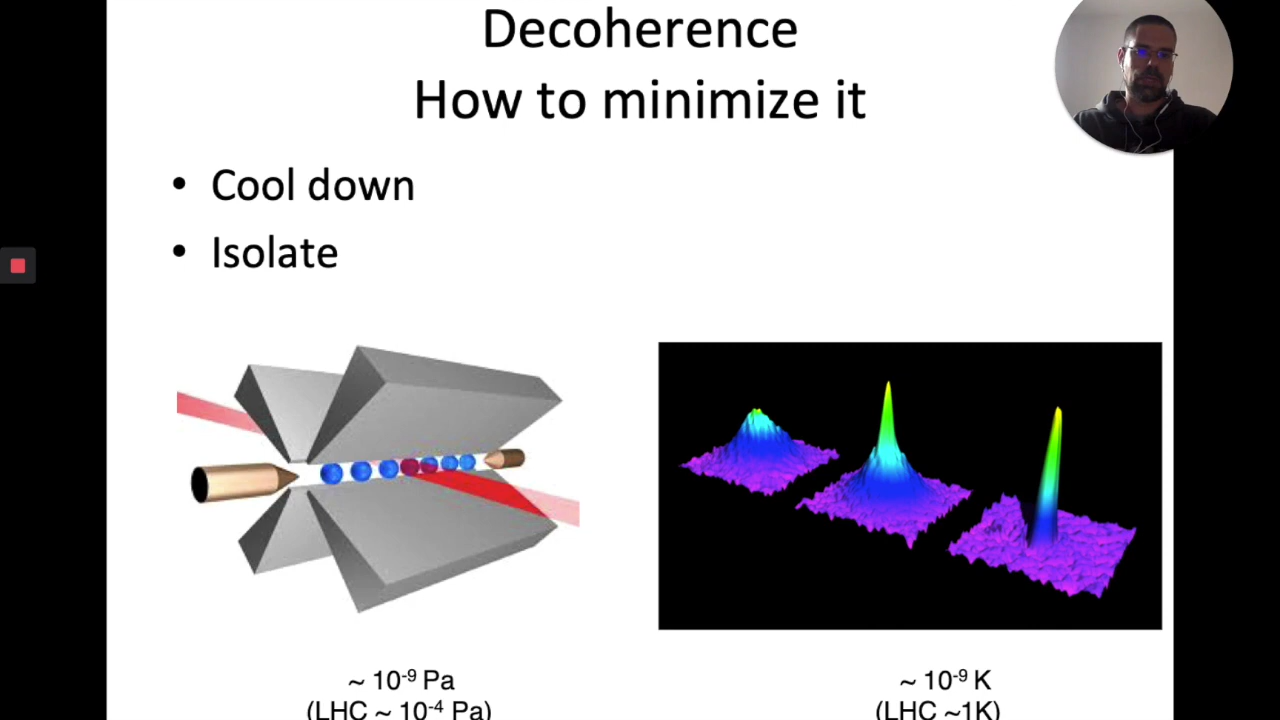 Decoherence
How to minimize it
• Cool down
• Isolate
~ 10⁻⁹ Pa
(LHC ~ 10⁻⁴ Pa)
~ 10⁻⁹ K
(LHC ~1K)